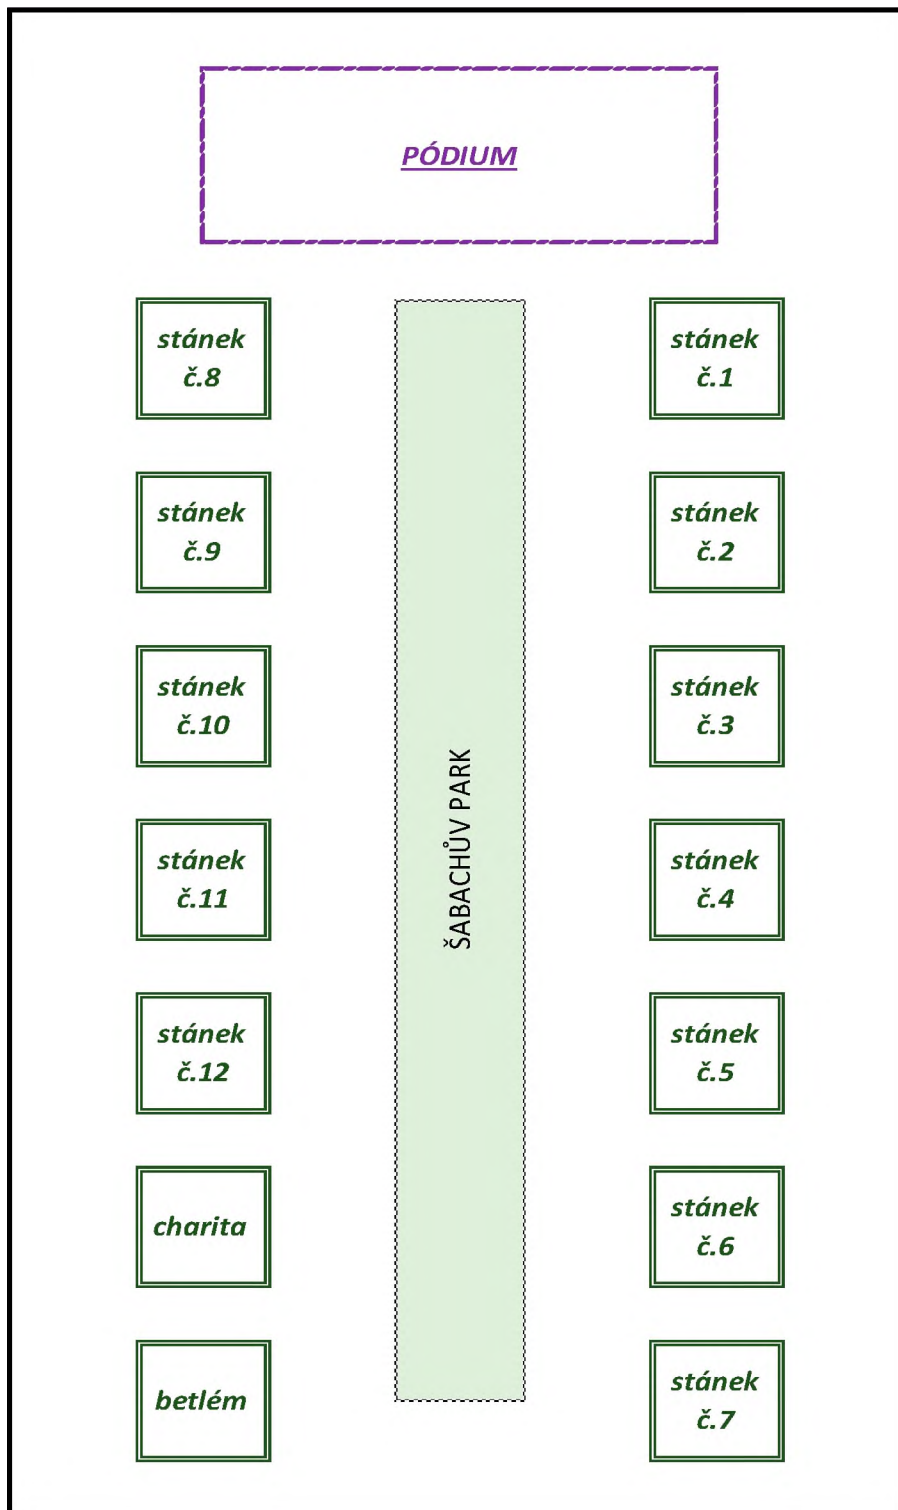 PÓDIUM
stánek
č.8
stánek
č.1
stánek
č.9
stánek
č.2
stánek
č.10
stánek
č.3
ŠABACHŮV PARK
stánek
č.11
stánek
č.4
stánek
č.12
stánek
č.5
charita
stánek
č.6
betlém
stánek
č.7